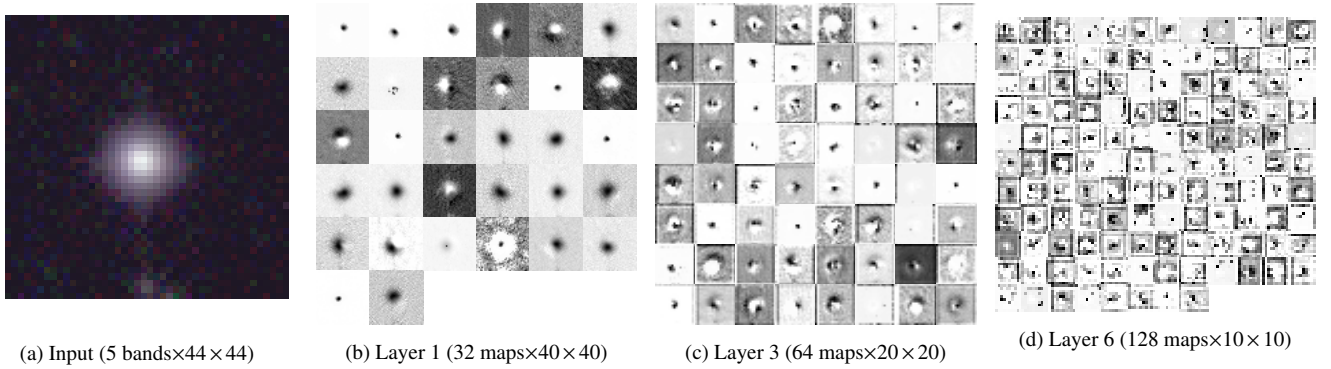 (a) Input (5 bands×44×44)
(b) Layer 1 (32 maps×40×40)
(c) Layer 3 (64 maps×20×20)
(d) Layer 6 (128 maps×10×10)